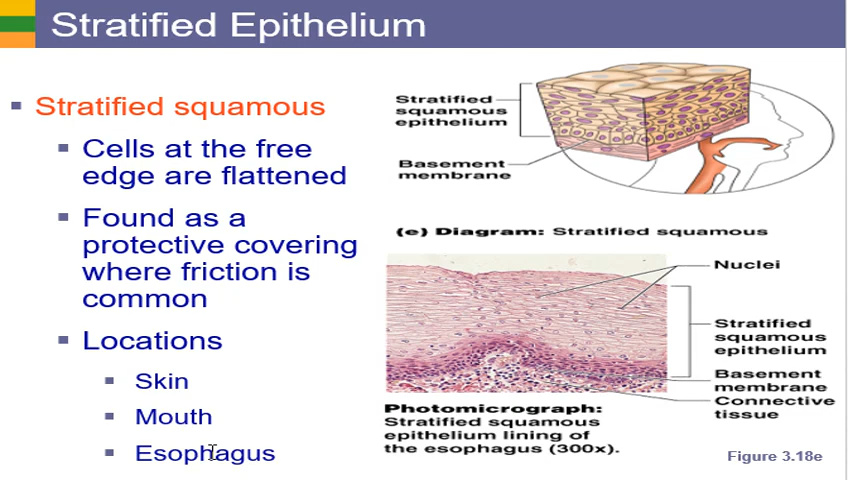 Stratified Epithelium
Stratified squamous
Cells at the free
edge are flattened
Found as a
protective covering
where friction is
common
Locations
Skin
Mouth
Esophagus
Stratified
squamous
epithelium
Basement
membrane
(e) Diagram: Stratified squamous
Nuclei
Stratified
squamous
epithelium
Basement
membrane
Connective
tissue
Photomicrograph:
Stratified squamous
epithelium lining of
the esophagus (300x).
Figure 3.18e